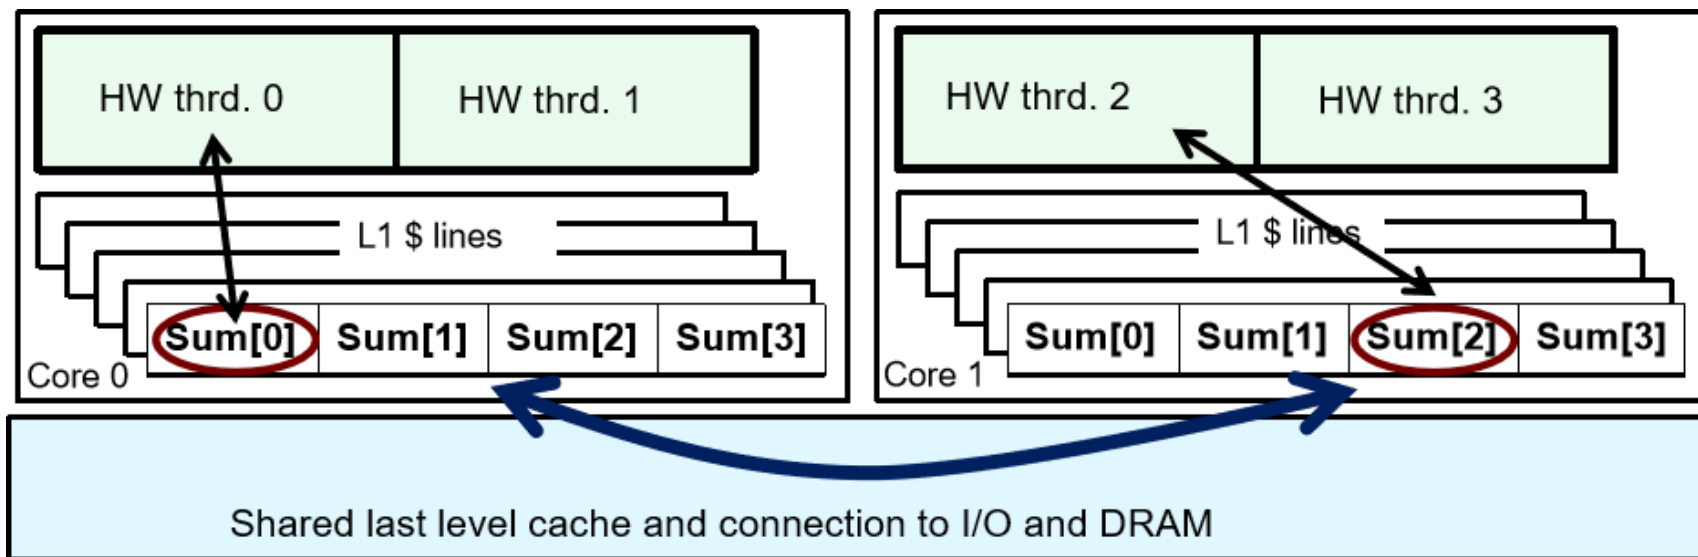 HW thrd. 0
HW thrd. 1
L1 $ lines
Sum[0] Sum[1] Sum[2] Sum[3]
Core 0
HW thrd. 2
HW thrd. 3
L1 $ lines
Sum[0] Sum[1] Sum[2] Sum[3]
Core 1
Shared last level cache and connection to I/O and DRAM